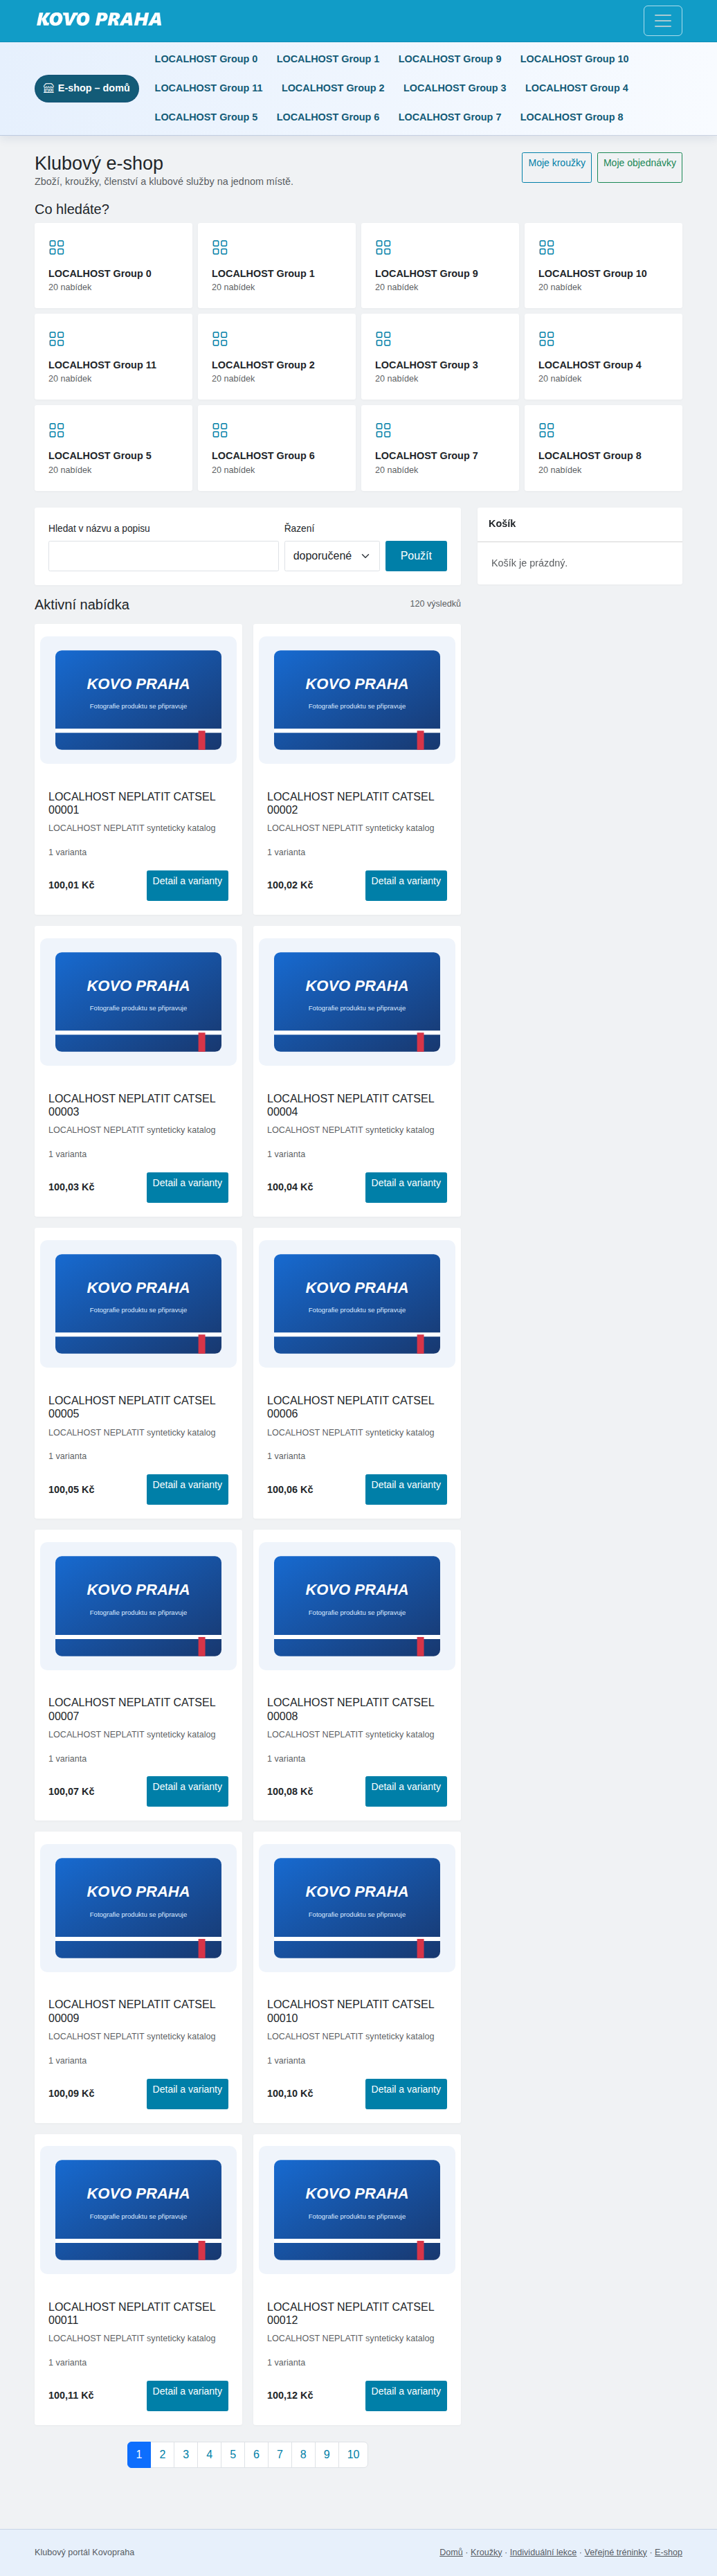 KOVO PRAHA
E-shop – domů
LOCALHOST Group 0 LOCALHOST Group 1 LOCALHOST Group 9 LOCALHOST Group 10
LOCALHOST Group 11 LOCALHOST Group 2 LOCALHOST Group 3 LOCALHOST Group 4
LOCALHOST Group 5 LOCALHOST Group 6 LOCALHOST Group 7 LOCALHOST Group 8
Klubový e-shop
Zboží, kroužky, členství a klubové služby na jednom místě.
Moje kroužky Moje objednávky
Co hledáte?
LOCALHOST Group 0 LOCALHOST Group 1 LOCALHOST Group 9 LOCALHOST Group 10
20 nabídek 20 nabídek 20 nabídek 20 nabídek
LOCALHOST Group 11 LOCALHOST Group 2 LOCALHOST Group 3 LOCALHOST Group 4
20 nabídek 20 nabídek 20 nabídek 20 nabídek
LOCALHOST Group 5 LOCALHOST Group 6 LOCALHOST Group 7 LOCALHOST Group 8
20 nabídek 20 nabídek 20 nabídek 20 nabídek
Hledat v názvu a popisu Řazení
doporučené Použít
Košík
Košík je prázdný.
Aktivní nabídka 120 výsledků
KOVO PRAHA KOVO PRAHA
Fotografie produktu se připravuje Fotografie produktu se připravuje
LOCALHOST NEPLATIT CATSEL LOCALHOST NEPLATIT CATSEL
00001 00002
LOCALHOST NEPLATIT synteticky katalog LOCALHOST NEPLATIT synteticky katalog
1 varianta 1 varianta
100,01 Kč Detail a varianty 100,02 Kč Detail a varianty
KOVO PRAHA KOVO PRAHA
Fotografie produktu se připravuje Fotografie produktu se připravuje
LOCALHOST NEPLATIT CATSEL LOCALHOST NEPLATIT CATSEL
00003 00004
LOCALHOST NEPLATIT synteticky katalog LOCALHOST NEPLATIT synteticky katalog
1 varianta 1 varianta
100,03 Kč Detail a varianty 100,04 Kč Detail a varianty
KOVO PRAHA KOVO PRAHA
Fotografie produktu se připravuje Fotografie produktu se připravuje
LOCALHOST NEPLATIT CATSEL LOCALHOST NEPLATIT CATSEL
00005 00006
LOCALHOST NEPLATIT synteticky katalog LOCALHOST NEPLATIT synteticky katalog
1 varianta 1 varianta
100,05 Kč Detail a varianty 100,06 Kč Detail a varianty
KOVO PRAHA KOVO PRAHA
Fotografie produktu se připravuje Fotografie produktu se připravuje
LOCALHOST NEPLATIT CATSEL LOCALHOST NEPLATIT CATSEL
00007 00008
LOCALHOST NEPLATIT synteticky katalog LOCALHOST NEPLATIT synteticky katalog
1 varianta 1 varianta
100,07 Kč Detail a varianty 100,08 Kč Detail a varianty
KOVO PRAHA KOVO PRAHA
Fotografie produktu se připravuje Fotografie produktu se připravuje
LOCALHOST NEPLATIT CATSEL LOCALHOST NEPLATIT CATSEL
00009 00010
LOCALHOST NEPLATIT synteticky katalog LOCALHOST NEPLATIT synteticky katalog
1 varianta 1 varianta
100,09 Kč Detail a varianty 100,10 Kč Detail a varianty
KOVO PRAHA KOVO PRAHA
Fotografie produktu se připravuje Fotografie produktu se připravuje
LOCALHOST NEPLATIT CATSEL LOCALHOST NEPLATIT CATSEL
00011 00012
LOCALHOST NEPLATIT synteticky katalog LOCALHOST NEPLATIT synteticky katalog
1 varianta 1 varianta
100,11 Kč Detail a varianty 100,12 Kč Detail a varianty
1 2 3 4 5 6 7 8 9 10
Klubový portál Kovopraha Domů · Kroužky · Individuální lekce · Veřejné tréninky · E-shop